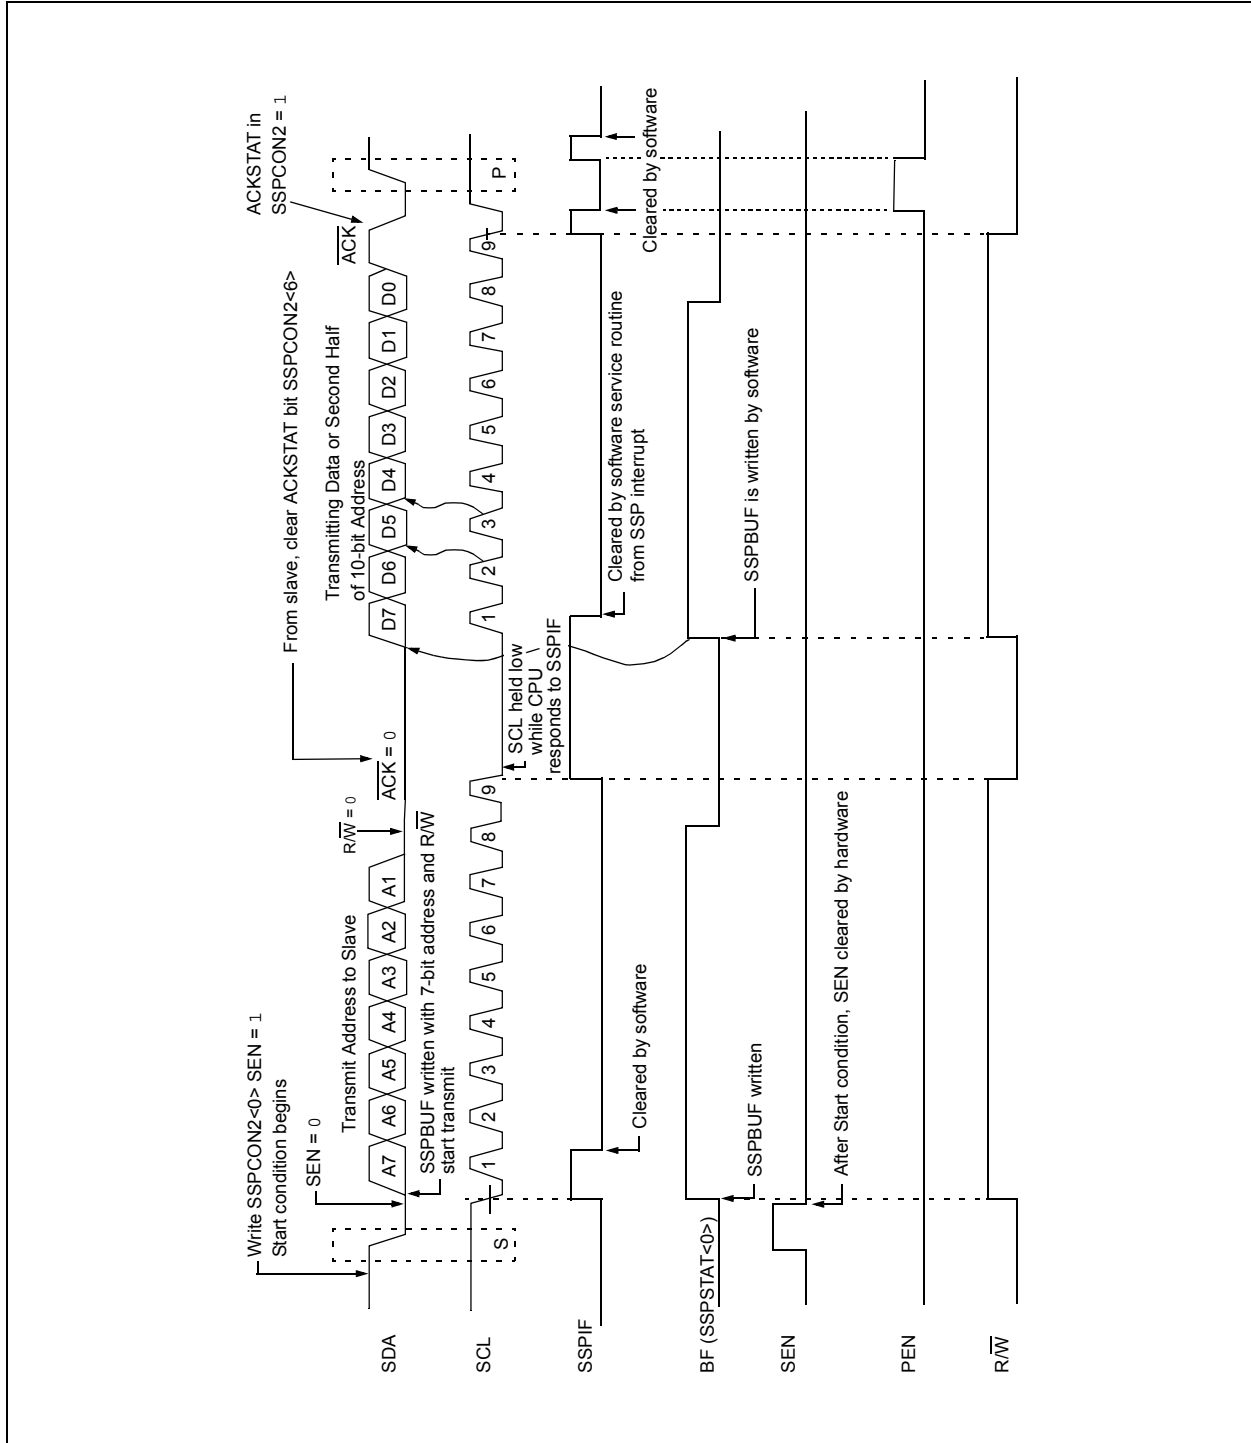 Write SSPCON2<0> SEN = 1
Start condition begins
SEN = 0
Transmit Address to Slave
R/W = 0
From slave, clear ACKSTAT bit SSPCON2<6>
ACK = 0
Transmitting Data or Second Half
of 10-bit Address
ACKSTAT in
SSPCON2 = 1
ACK
SDA
A7 A6 A5 A4 A3 A2 A1
D7 D6 D5 D4 D3 D2 D1 D0
SSPBUF written with 7-bit address and R/W
start transmit
SCL
S
1 2 3 4 5 6 7 8 9
1 2 3 4 5 6 7 8 9
P
SCL held low
while CPU
responds to SSPIF
SSPIF
Cleared by software
Cleared by software service routine
from SSP interrupt
Cleared by software
BF (SSPSTAT<0>)
SSPBUF written
SSPBUF is written by software
SEN
After Start condition, SEN cleared by hardware
PEN
R/W